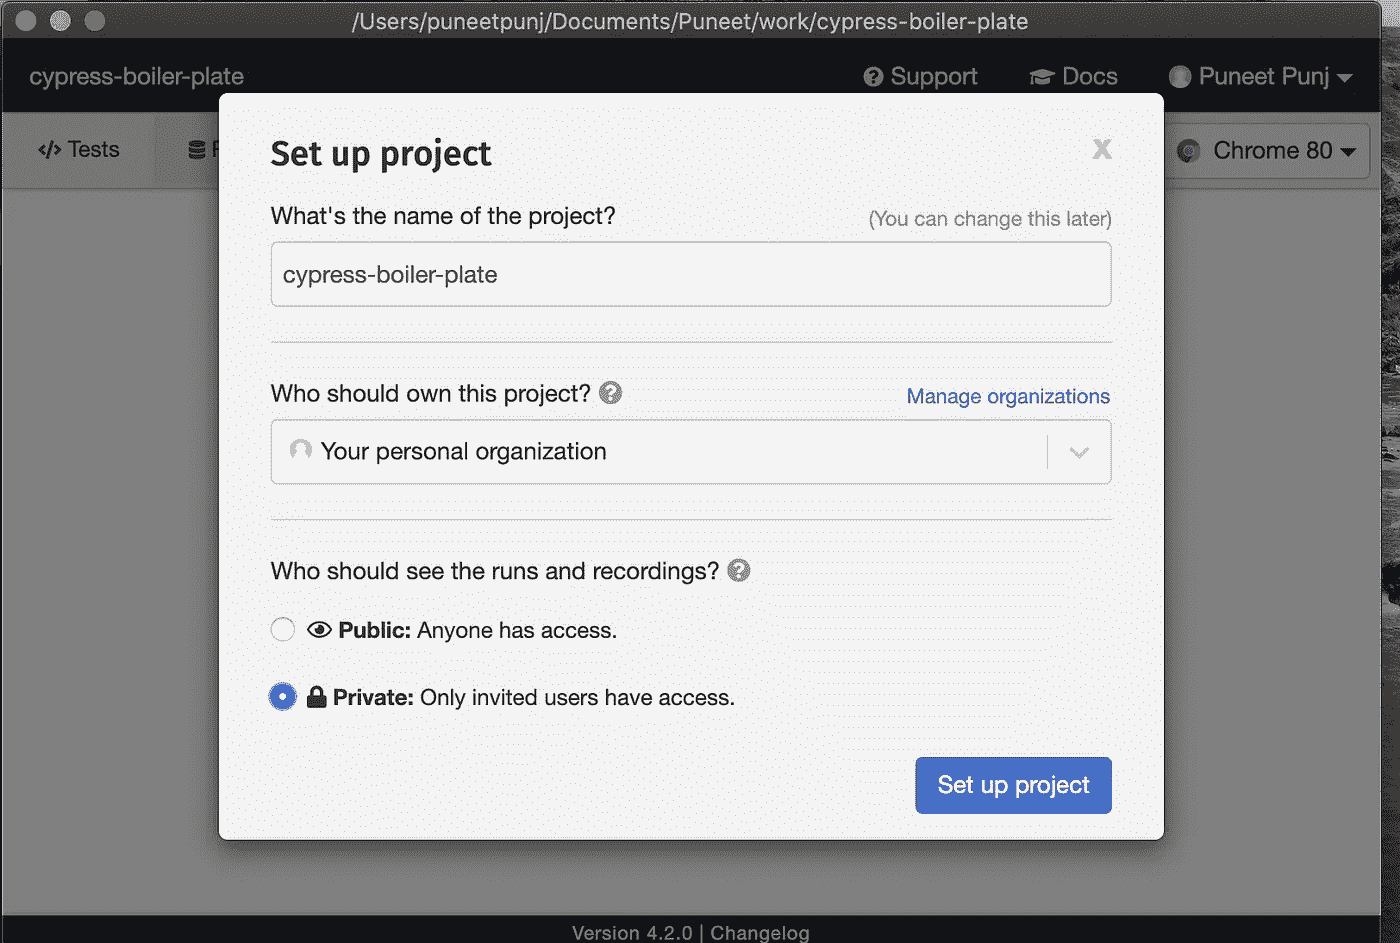 /Users/puneetpunj/Documents/Puneet/work/cypress-boiler-plate
cypress-boiler-plate
Support
Docs
Puneet Punj
</> Tests
Chrome 80
Set up project
X
What's the name of the project?
(You can change this later)
cypress-boiler-plate
Who should own this project?
Manage organizations
Your personal organization
Who should see the runs and recordings?
Public: Anyone has access.
Private: Only invited users have access.
Set up project
Version 4.2.0 | Changelog